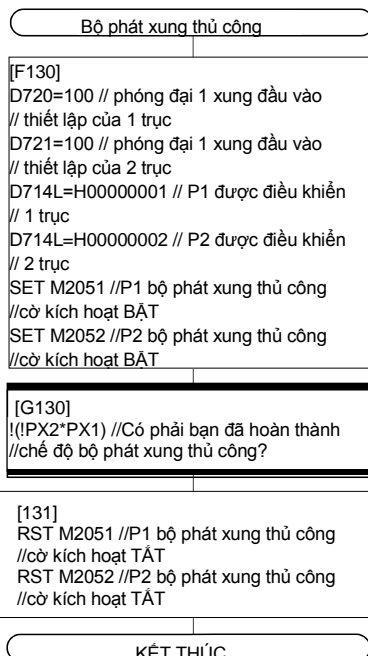 Bộ phát xung thủ công
[F130]
D720=100 // phóng đại 1 xung đầu vào
// thiết lập của 1 trục
D721=100 // phóng đại 1 xung đầu vào
// thiết lập của 2 trục
D714L=H00000001 // P1 được điều khiển
// 1 trục
D714L=H00000002 // P2 được điều khiển
// 2 trục
SET M2051 //P1 bộ phát xung thủ công
//cờ kích hoạt BẬT
SET M2052 //P2 bộ phát xung thủ công
//cờ kích hoạt BẬT
[G130]
!(!PX2*PX1) //Có phải bạn đã hoàn thành
//chế độ bộ phát xung thủ công?
[131]
RST M2051 //P1 bộ phát xung thủ công
//cờ kích hoạt TẮT
RST M2052 //P2 bộ phát xung thủ công
//cờ kích hoạt TẮT
KẾT THÚC